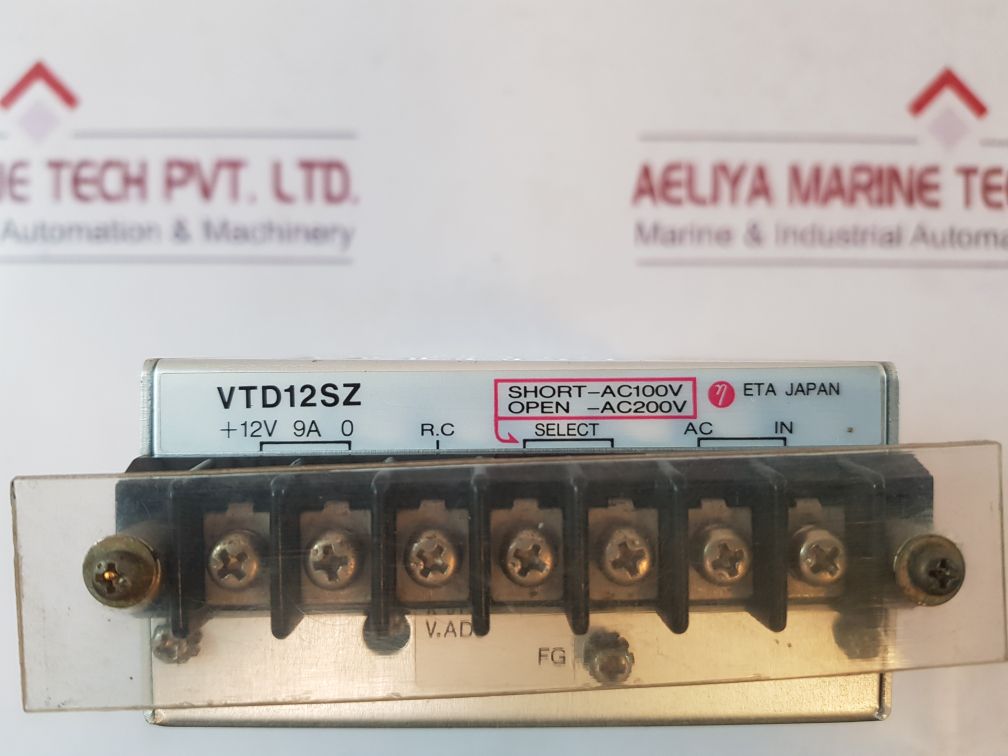 E TECH PVT. LTD.
Automation & Machinery
AELIYA MARINE TEC
Marine & Industrial Automa
VTD12SZ
SHORT-AC100V
OPEN -AC200V
ETA JAPAN
+12V 9A 0
R.C
SELECT
AC IN
V.AD
FG